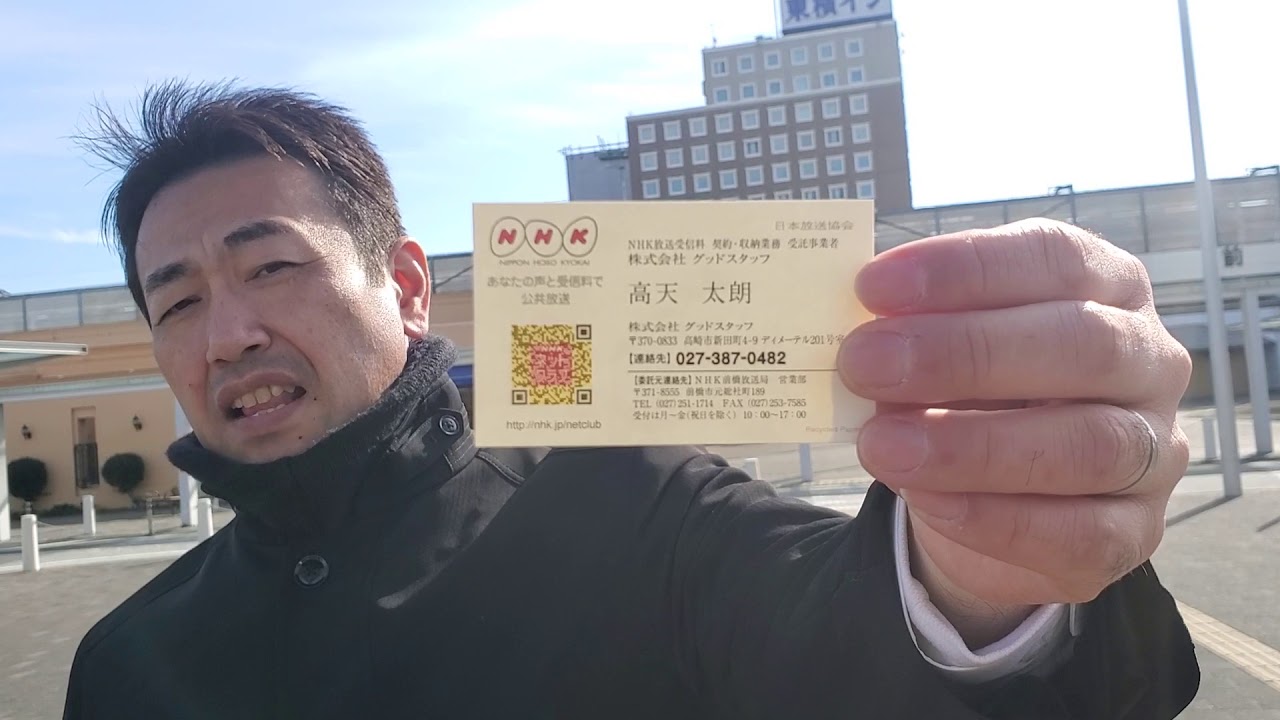 東横イン
NHK
NIPPON HOSO KYOKAI
あなたの声と受信料で
公共放送
http://nhk.jp/netclub
日本放送協会
NHK放送受信料 契約・収納業務 受託事業者
株式会社 グッドスタッフ
高天 太朗
株式会社 グッドスタッフ
〒370-0833 高崎市新田町4-9 ディメーテル201号室
【連絡先】027-387-0482
【委託元連絡先】NHK前橋放送局 営業部
〒371-8555 前橋市元総社町189
TEL (027)251-1714 FAX (027)253-7585
受付は月～金(祝日を除く) 10：00～17：00
Recycled Paper